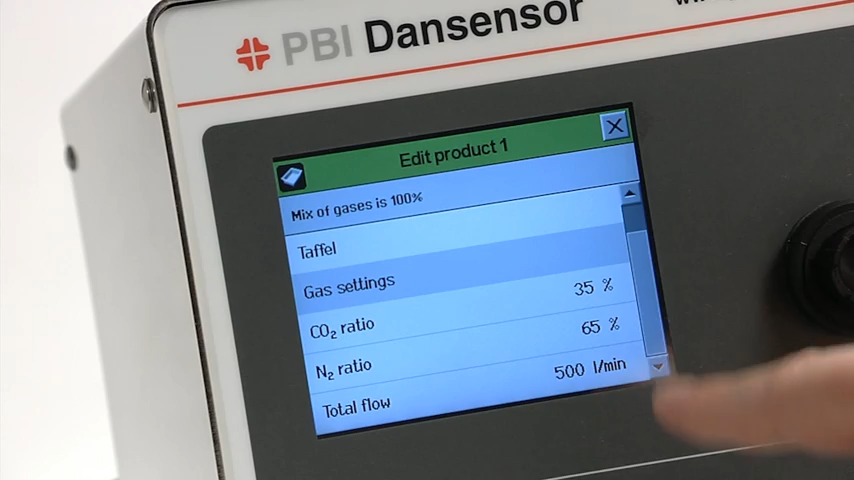 PBI Dansensor
Edit product 1
Mix of gases is 100%
Taffel
Gas settings
CO₂ ratio 35 %
N₂ ratio 65 %
Total flow 500 l/min